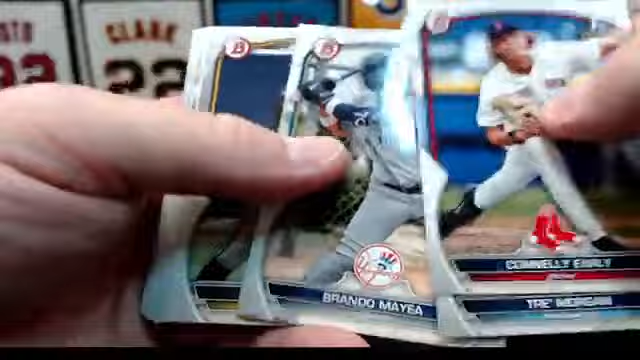 CLARK
22
BRANDO MAYEA
CONNELLY EARLY
TRE' MORGAN